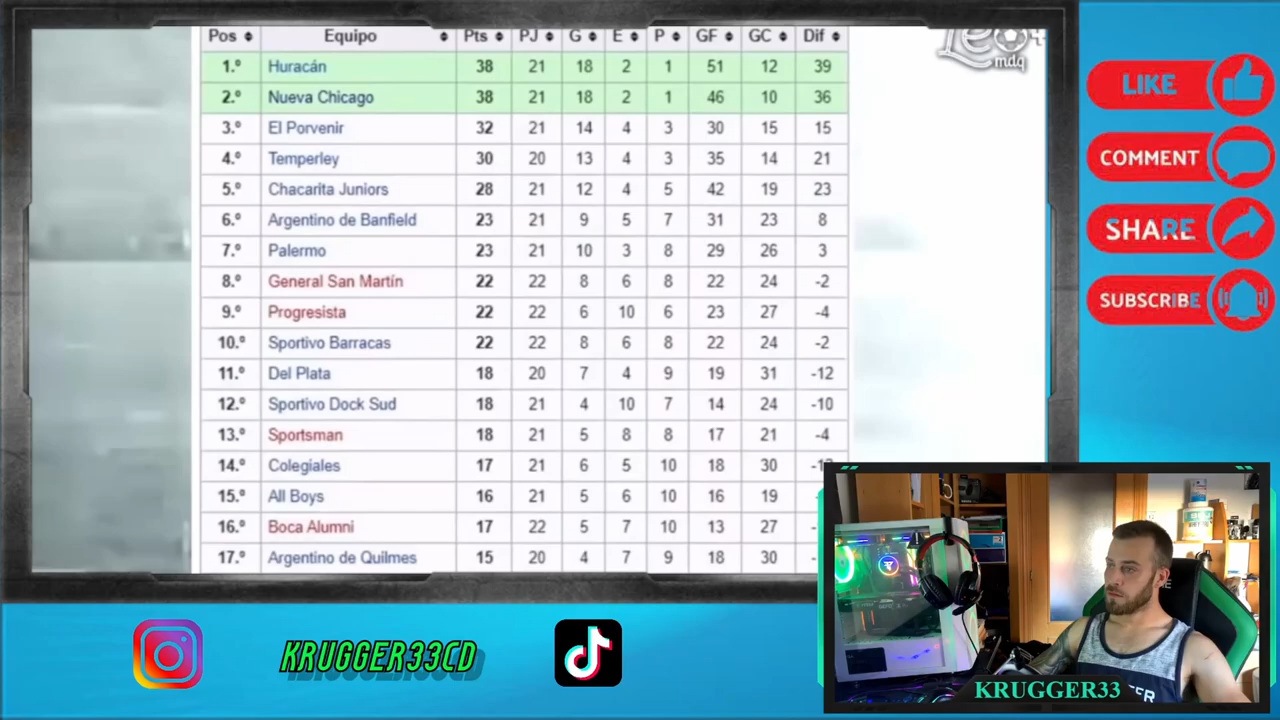 Pos Equipo Pts PJ G E P GF GC Dif
1.º Huracán 38 21 18 2 1 51 12 39
2.º Nueva Chicago 38 21 18 2 1 46 10 36
3.º El Porvenir 32 21 14 4 3 30 15 15
4.º Temperley 30 20 13 4 3 35 14 21
5.º Chacarita Juniors 28 21 12 4 5 42 19 23
6.º Argentino de Banfield 23 21 9 5 7 31 23 8
7.º Palermo 23 21 10 3 8 29 26 3
8.º General San Martín 22 22 8 6 8 22 24 -2
9.º Progresista 22 22 6 10 6 23 27 -4
10.º Sportivo Barracas 22 22 8 6 8 22 24 -2
11.º Del Plata 18 20 7 4 9 19 31 -12
12.º Sportivo Dock Sud 18 21 4 10 7 14 24 -10
13.º Sportsman 18 21 5 8 8 17 21 -4
14.º Colegiales 17 21 6 5 10 18 30
15.º All Boys 16 21 5 6 10 16 19
16.º Boca Alumni 17 22 5 7 10 13 27
17.º Argentino de Quilmes 15 20 4 7 9 18 30
mdq
LIKE
COMMENT
SHARE
SUBSCRIBE
KRUGGER33CD
KRUGGER33